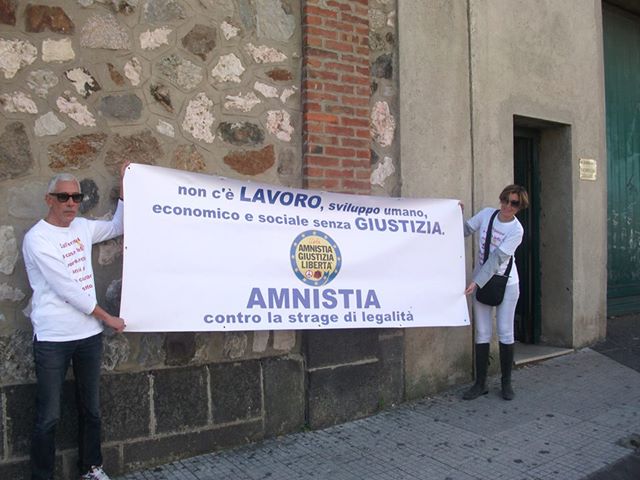 non c'è LAVORO, sviluppo umano,
economico e sociale senza GIUSTIZIA.
AMNISTIA
GIUSTIZIA
LIBERTÀ
AMNISTIA
contro la strage di legalità